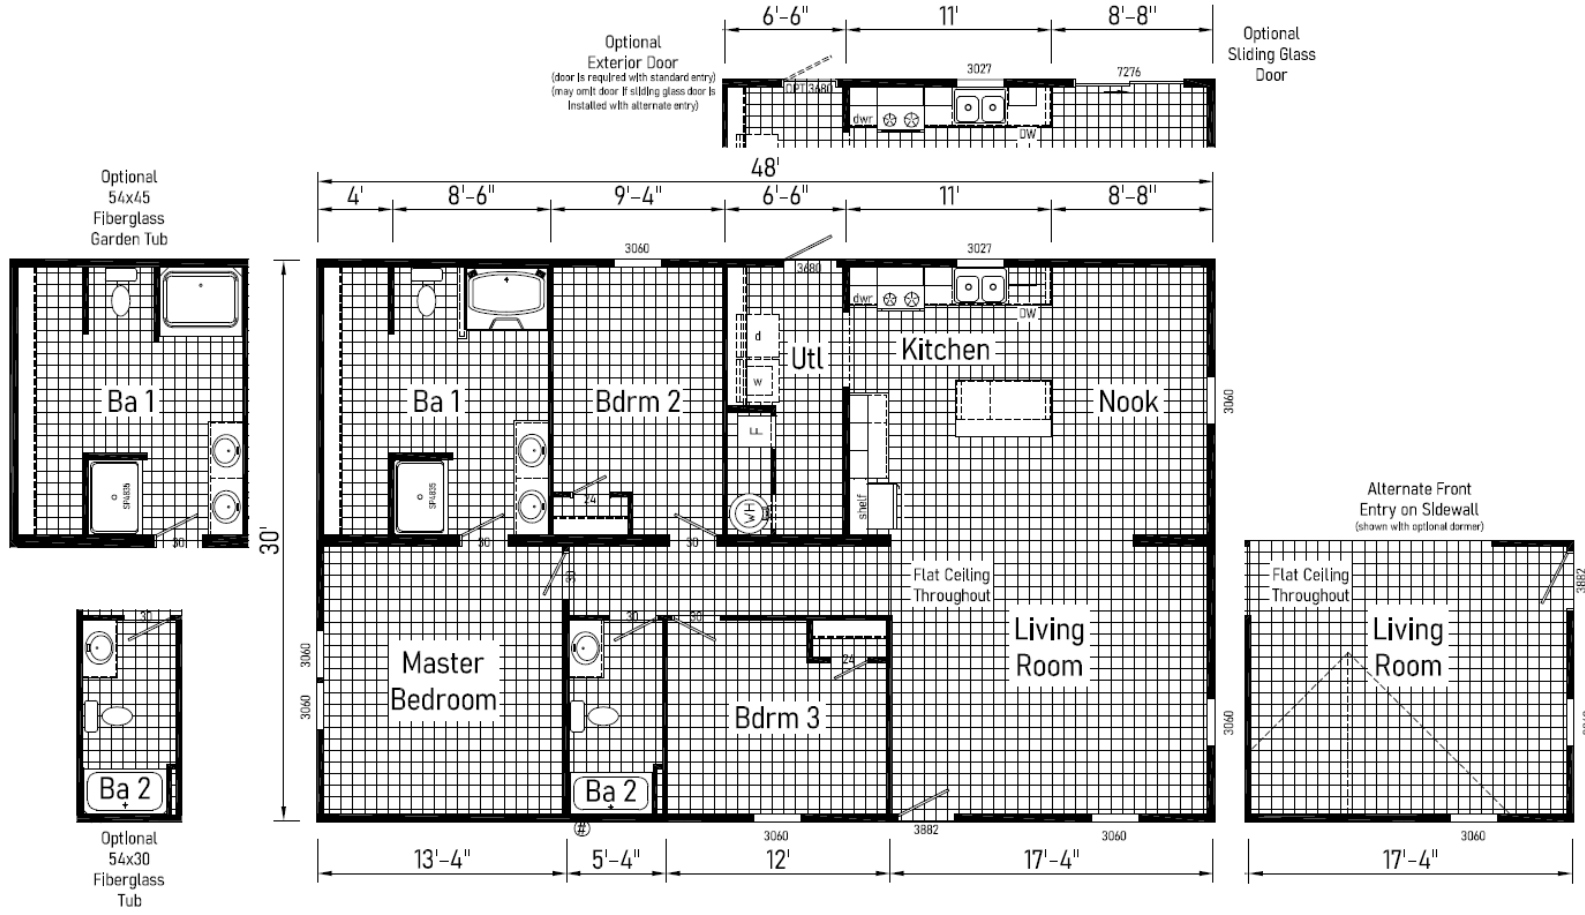 6'-6"
11'
8'-8"
Optional
Exterior Door
(door is required with standard entry)
(may omit door if sliding glass door is
installed with alternate entry)
3027
7276
Optional
Sliding Glass
Door
OPT 3680
dwr
DW
48'
4'
8'-6"
9'-4"
6'-6"
11'
8'-8"
Optional
54x45
Fiberglass
Garden Tub
3060
3680
3027
dwr
DW
d
w
Utl
Kitchen
Ba 1
Ba 1
Bdrm 2
Nook
3060
F
SP4835
SP4835
24
WH
shelf
30
30
30
30'
Alternate Front
Entry on Sidewall
(shown with optional dormer)
30
Flat Ceiling
Throughout
Flat Ceiling
Throughout
3882
30
30
30
3060
3060
Master
Bedroom
24
Living
Room
Living
Room
Bdrm 3
3060
Ba 2
Ba 2
#
Optional
54x30
Fiberglass
Tub
3060
3882
3060
3060
13'-4"
5'-4"
12'
17'-4"
17'-4"